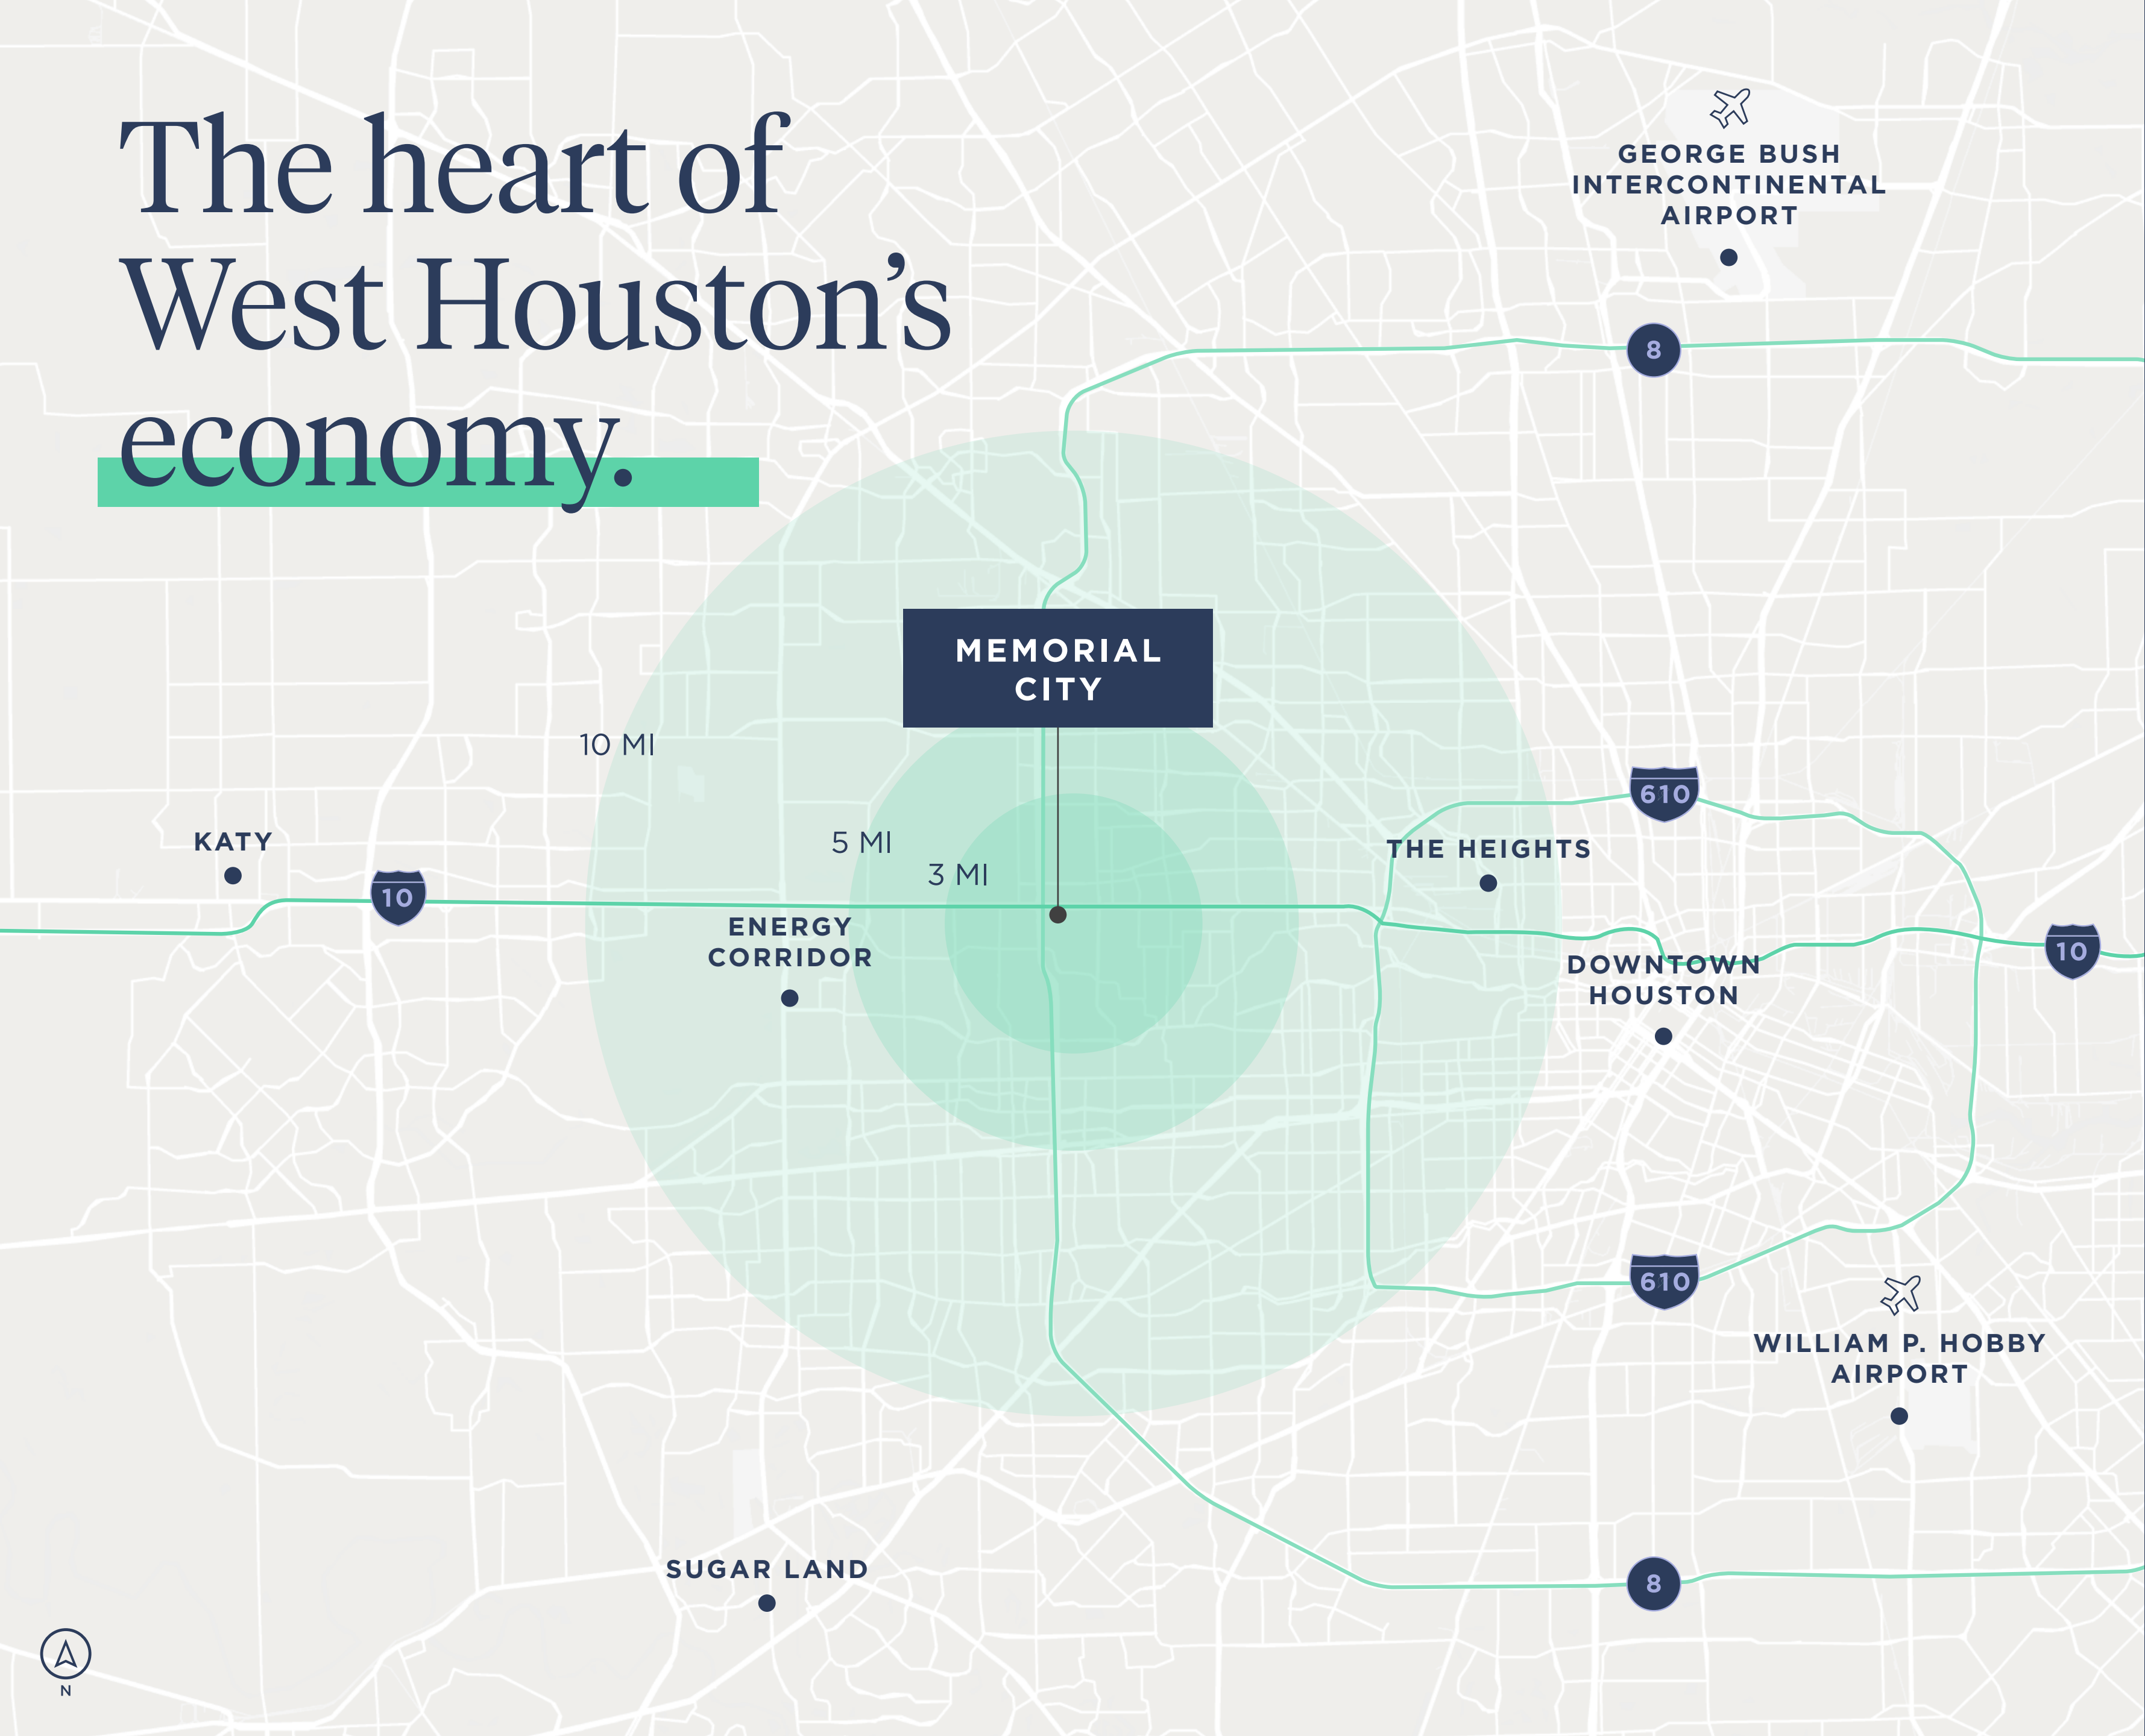 The heart of
West Houston’s
economy.
GEORGE BUSH
INTERCONTINENTAL
AIRPORT
8
MEMORIAL
CITY
10 MI
5 MI
3 MI
610
KATY
10
THE HEIGHTS
ENERGY
CORRIDOR
DOWNTOWN
HOUSTON
10
610
WILLIAM P. HOBBY
AIRPORT
SUGAR LAND
8
N